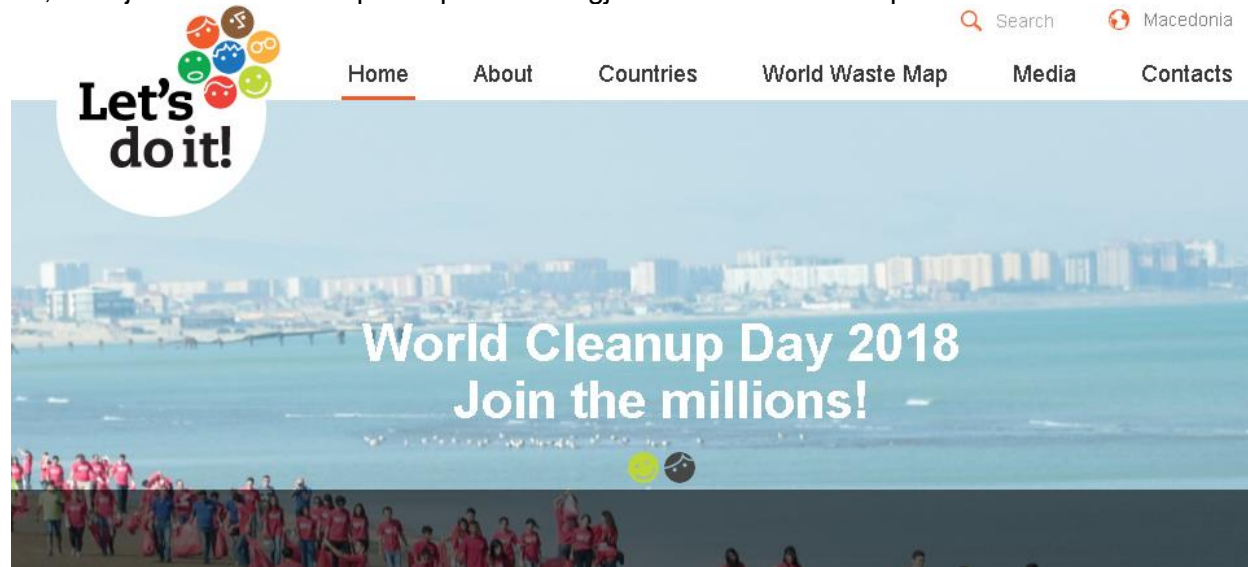 Search
Macedonia
Let's
do it!
Home
About
Countries
World Waste Map
Media
Contacts
World Cleanup Day 2018
Join the millions!